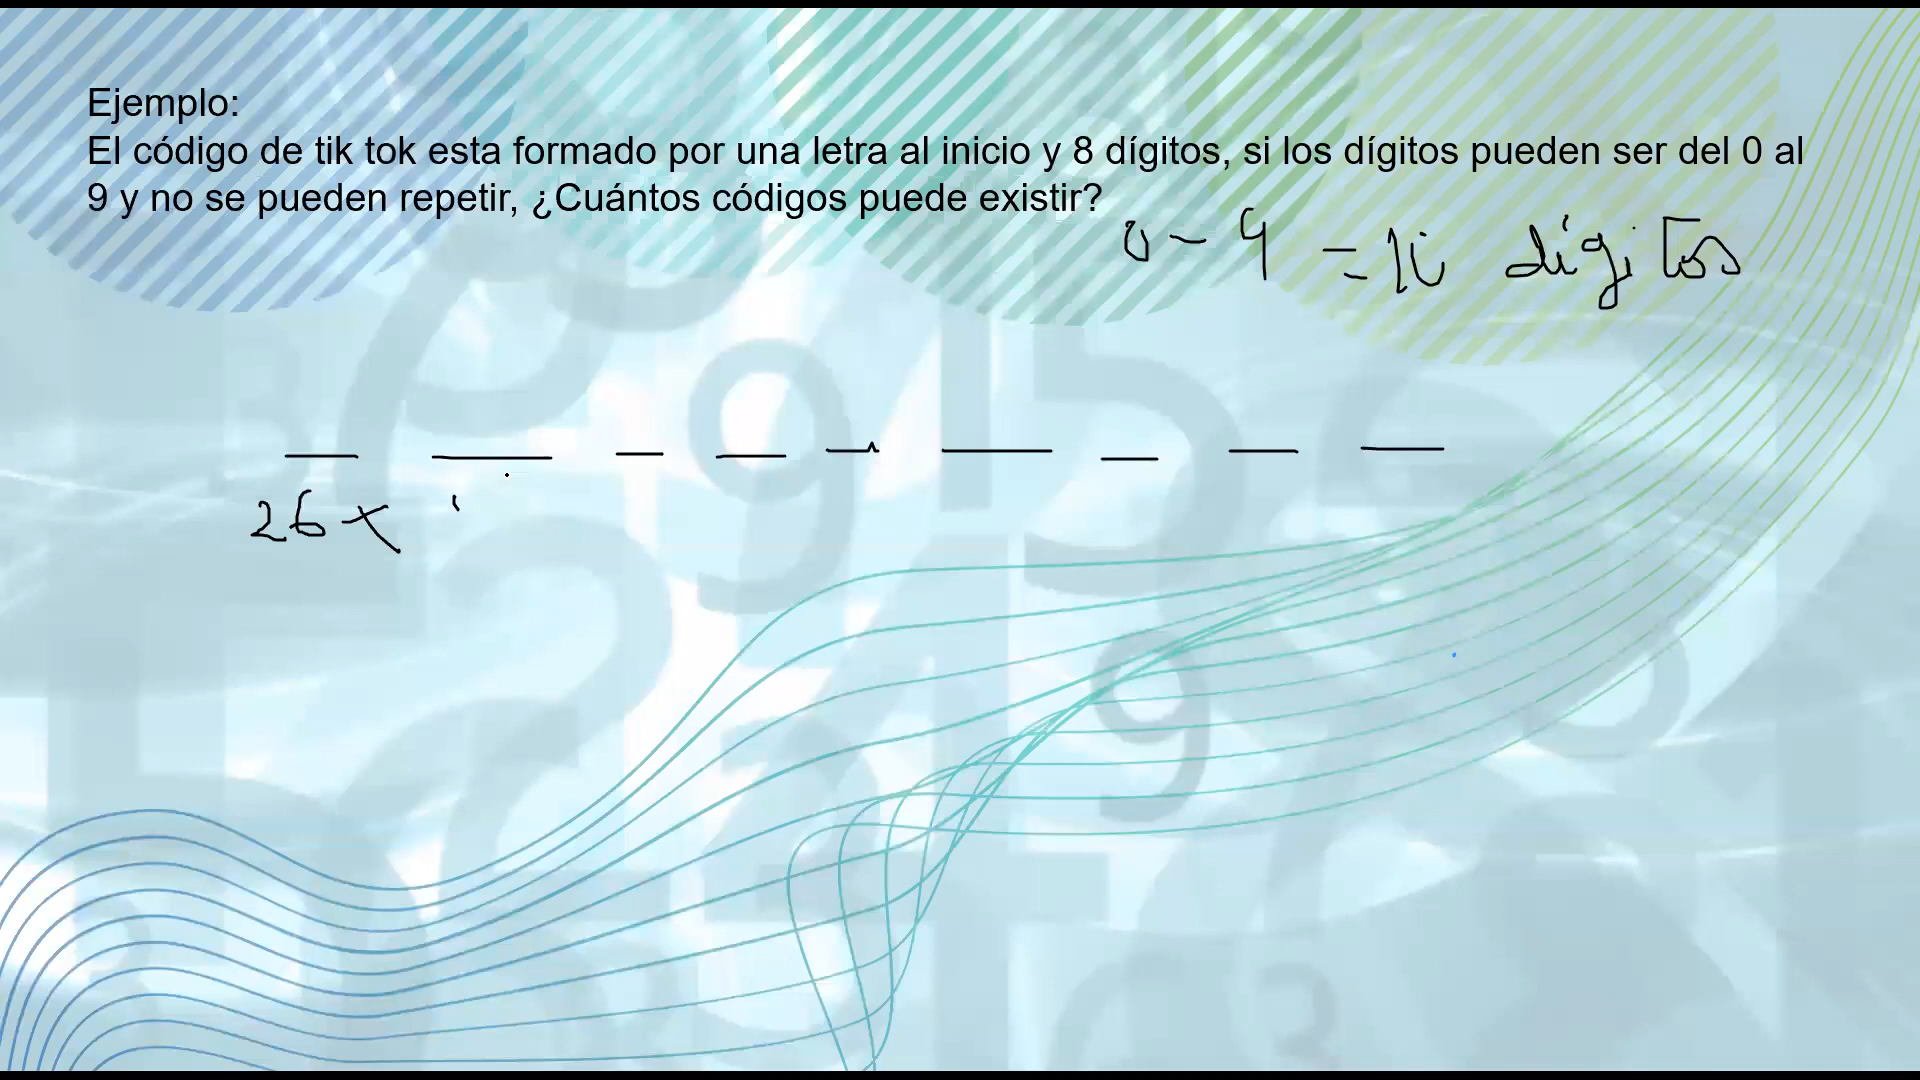 Ejemplo:
El código de tik tok esta formado por una letra al inicio y 8 dígitos, si los dígitos pueden ser del 0 al
9 y no se pueden repetir, ¿Cuántos códigos puede existir?
0 - 9 = 10 dígitos
26 x